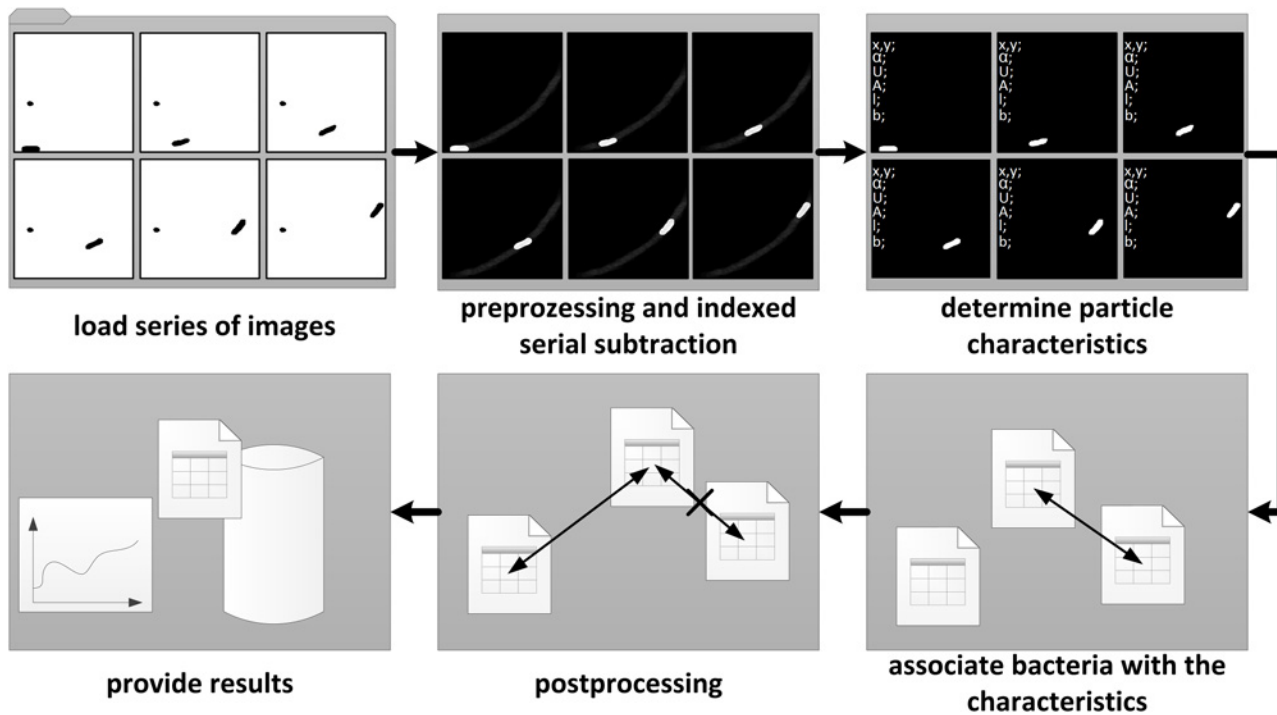 load series of images
preprozessing and indexed
serial subtraction
x,y;
α;
U;
A;
l;
b;
x,y;
α;
U;
A;
l;
b;
x,y;
α;
U;
A;
l;
b;
x,y;
α;
U;
A;
l;
b;
x,y;
α;
U;
A;
l;
b;
x,y;
α;
U;
A;
l;
b;
determine particle
characteristics
associate bacteria with the
characteristics
postprocessing
provide results